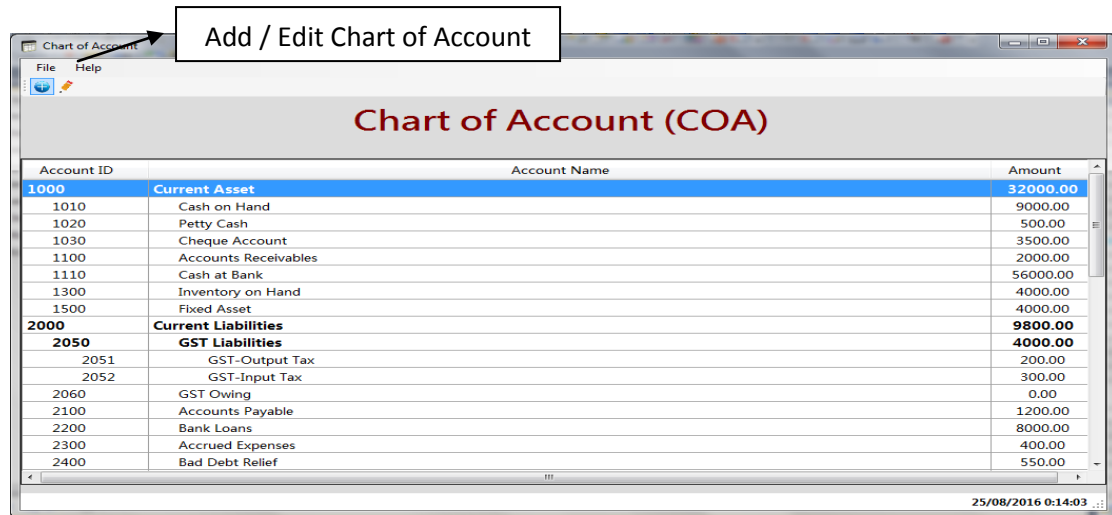 Add / Edit Chart of Account
Chart of Account
File Help
Chart of Account (COA)
Account ID Account Name Amount
1000 Current Asset 32000.00
1010 Cash on Hand 9000.00
1020 Petty Cash 500.00
1030 Cheque Account 3500.00
1100 Accounts Receivables 2000.00
1110 Cash at Bank 56000.00
1300 Inventory on Hand 4000.00
1500 Fixed Asset 4000.00
2000 Current Liabilities 9800.00
2050 GST Liabilities 4000.00
2051 GST-Output Tax 200.00
2052 GST-Input Tax 300.00
2060 GST Owing 0.00
2100 Accounts Payable 1200.00
2200 Bank Loans 8000.00
2300 Accrued Expenses 400.00
2400 Bad Debt Relief 550.00
25/08/2016 0:14:03